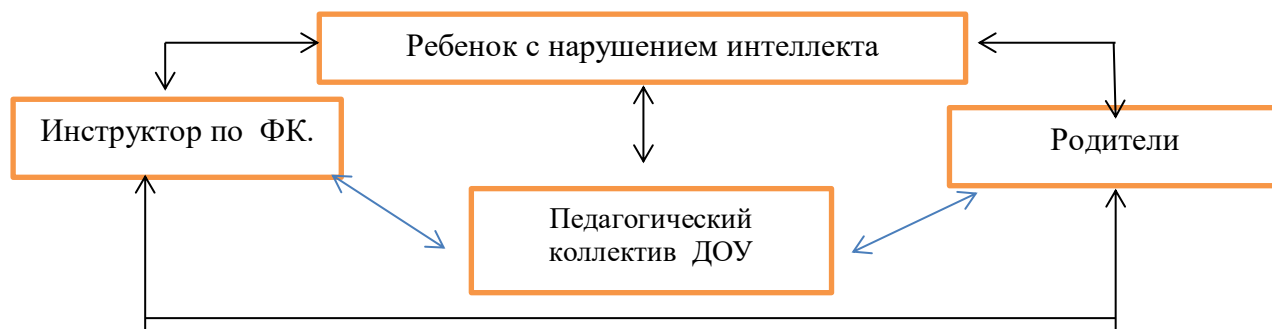 Ребенок с нарушением интеллекта
Инструктор по ФК.
Родители
Педагогический
коллектив ДОУ